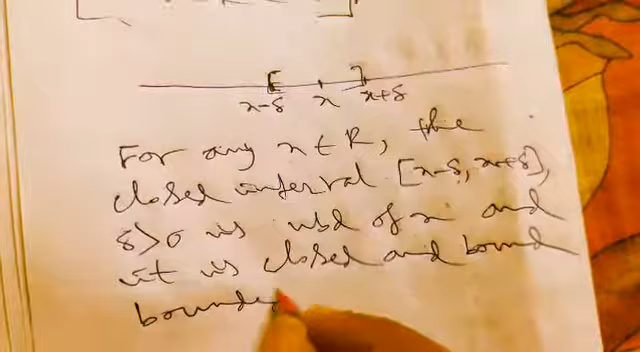 [ ]
x-δ x x+δ
For any x ∈ R, the
closed interval [x-δ, x+δ],
δ>0 is nbd of x and
it is closed and bound
bounde